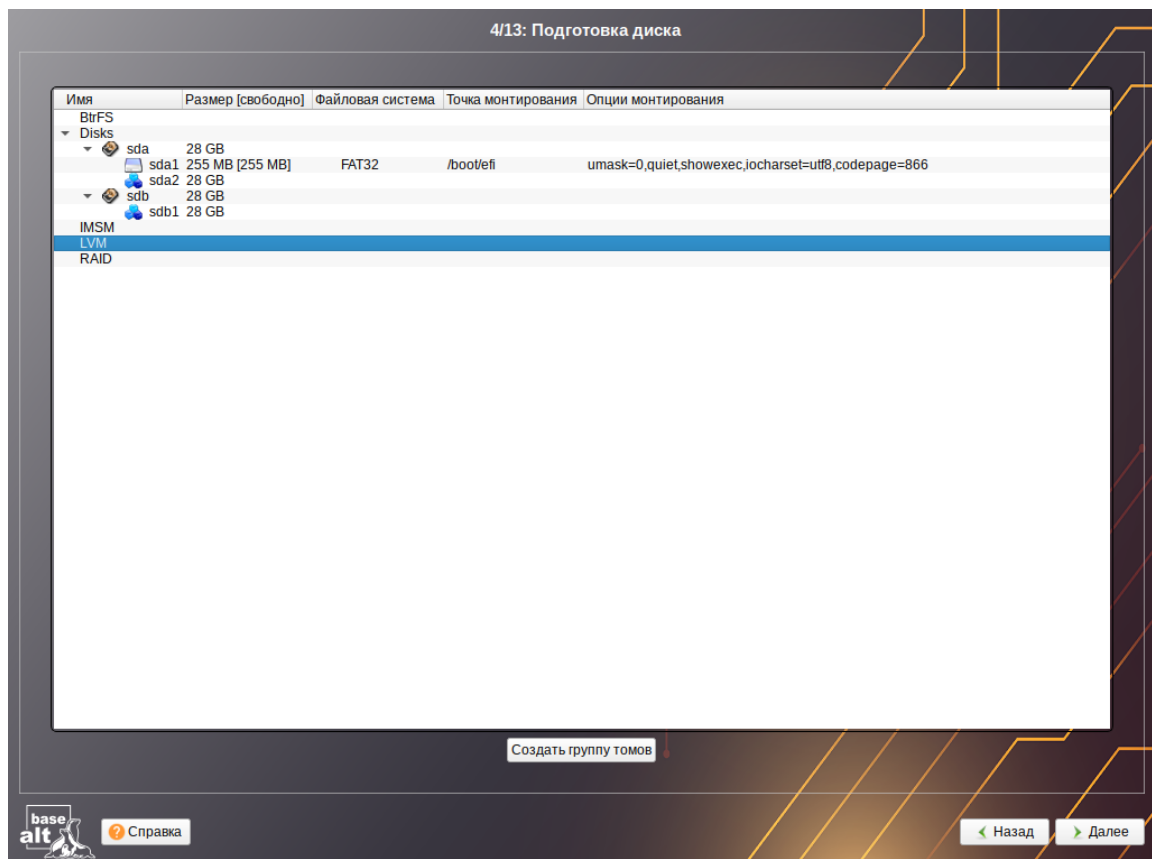 4/13: Подготовка диска
Имя Размер [свободно] Файловая система Точка монтирования Опции монтирования
BtrFS
Disks
sda 28 GB
sda1 255 MB [255 MB] FAT32 /boot/efi umask=0,quiet,showexec,iocharset=utf8,codepage=866
sda2 28 GB
sdb 28 GB
sdb1 28 GB
IMSM
LVM
RAID
Создать группу томов
base
alt
Справка Назад Далее